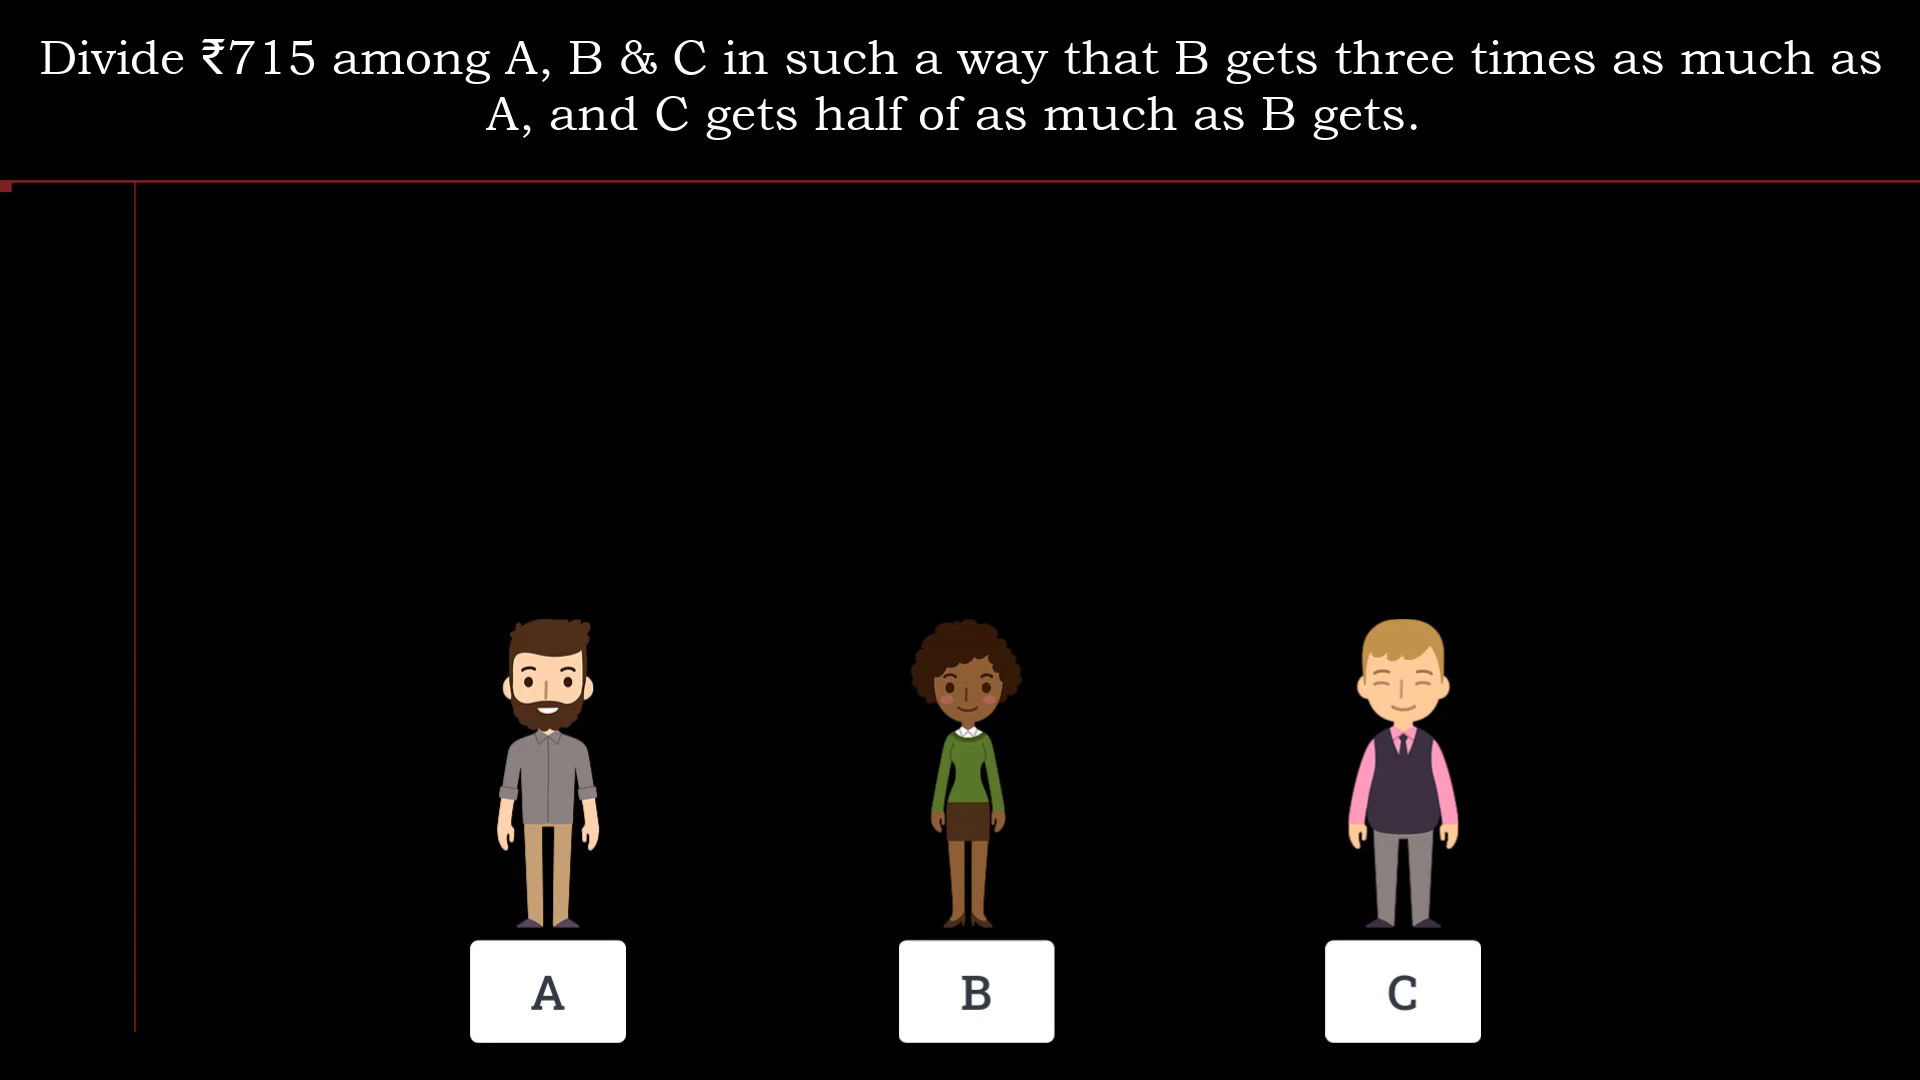 Divide ₹715 among A, B & C in such a way that B gets three times as much as
A, and C gets half of as much as B gets.
A
B
C